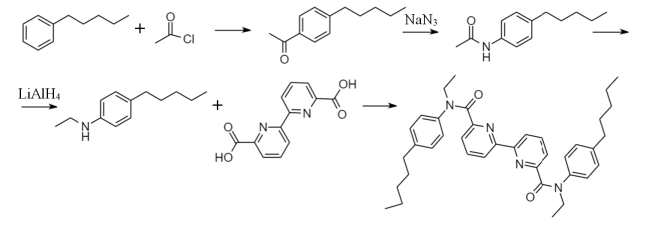 + Cl O O NaN₃ O N H
LiAlH₄ N H + OH O N N O HO N O N N O N